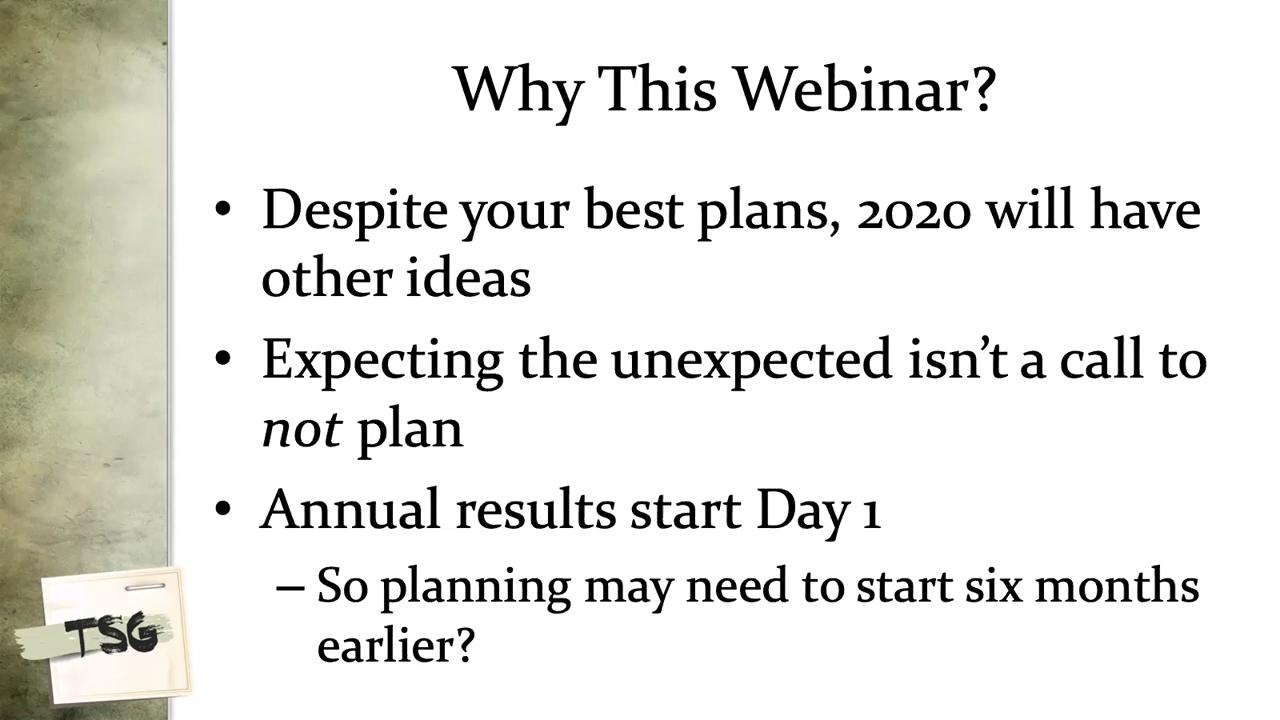 Why This Webinar?
• Despite your best plans, 2020 will have
other ideas
• Expecting the unexpected isn’t a call to
not plan
• Annual results start Day 1
– So planning may need to start six months
earlier?
TSG